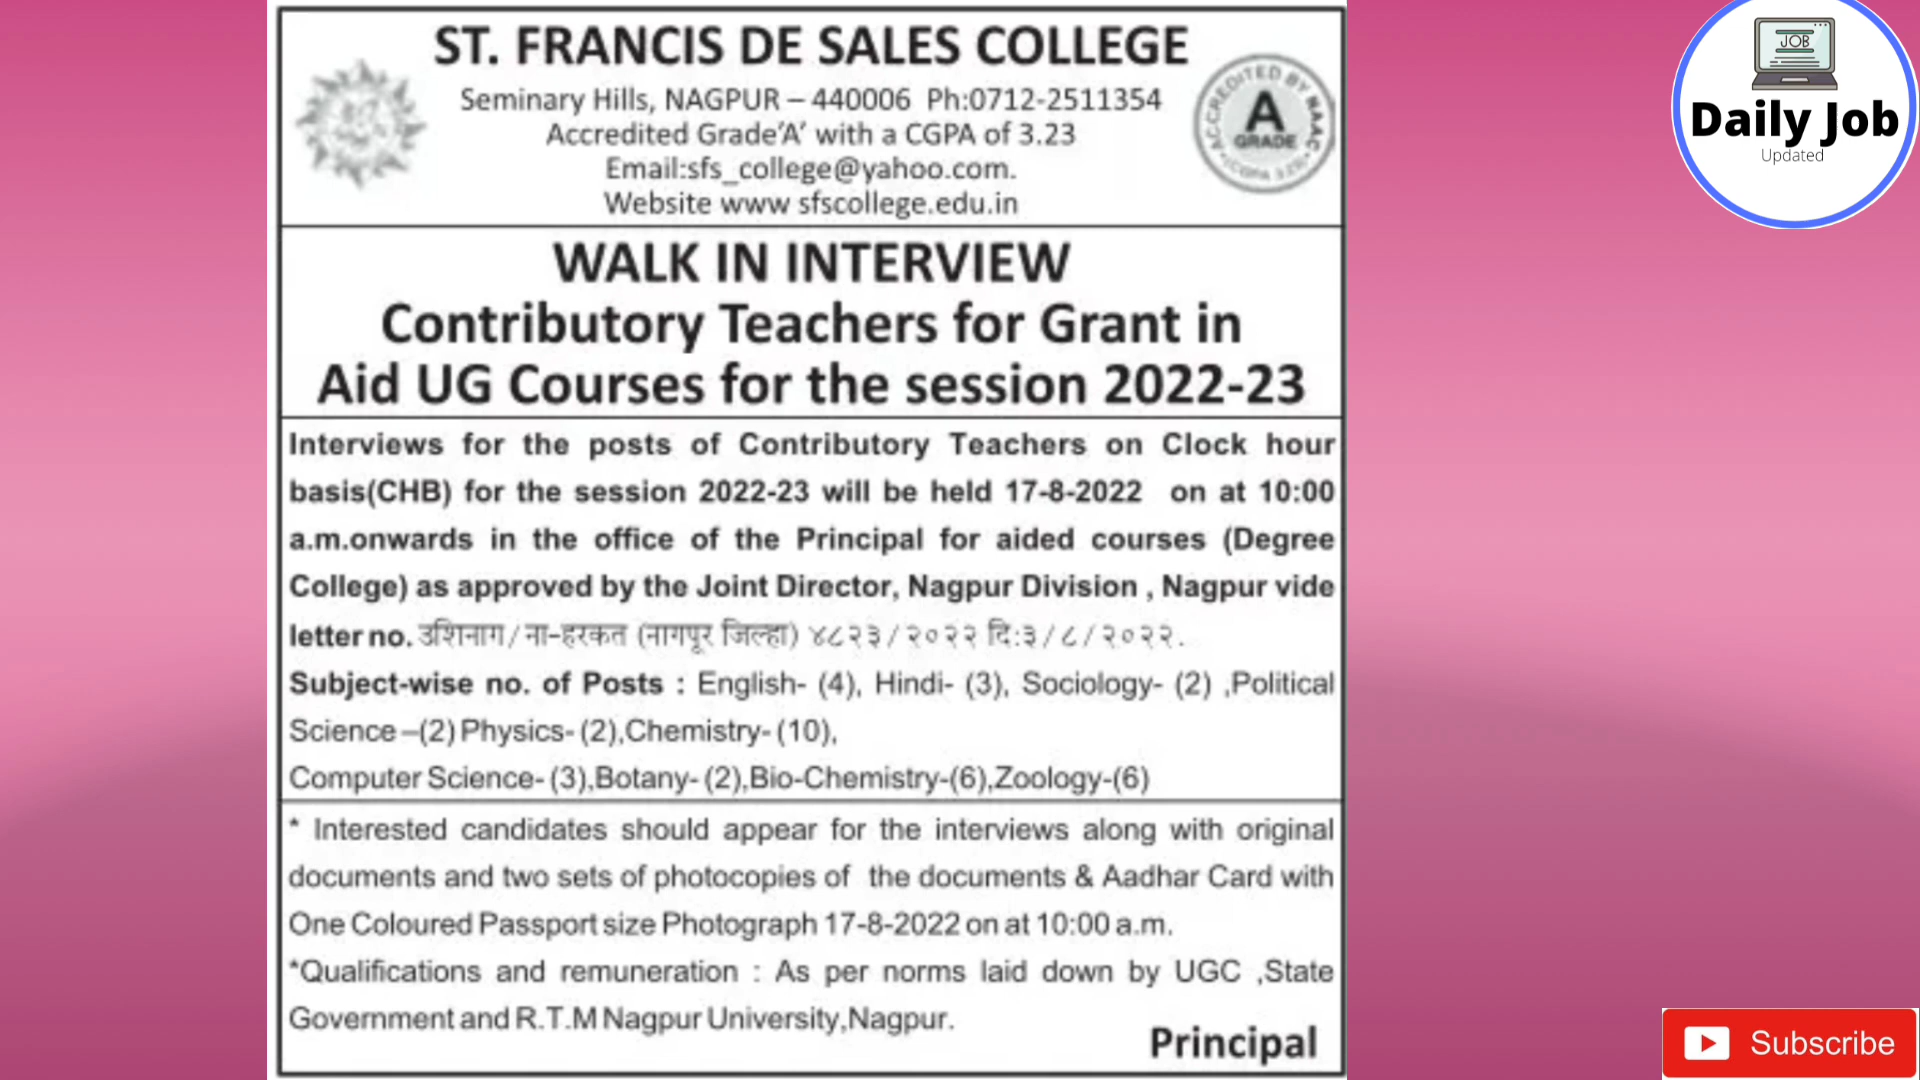 ST. FRANCIS DE SALES COLLEGE
Seminary Hills, NAGPUR – 440006 Ph:0712-2511354
Accredited Grade'A' with a CGPA of 3.23
Email:sfs_college@yahoo.com.
Website www sfscollege.edu.in
ACCREDITED BY NAAC
A
GRADE
CGPA 3.23
JOB
Daily Job
Updated
WALK IN INTERVIEW
Contributory Teachers for Grant in
Aid UG Courses for the session 2022-23
Interviews for the posts of Contributory Teachers on Clock hour
basis(CHB) for the session 2022-23 will be held 17-8-2022 on at 10:00
a.m.onwards in the office of the Principal for aided courses (Degree
College) as approved by the Joint Director, Nagpur Division , Nagpur vide
letter no. उशिनाग/ ना-हरकत (नागपूर जिल्हा) ४८२३/२०२२ दि:३/८/२०२२.
Subject-wise no. of Posts : English- (4), Hindi- (3), Sociology- (2) ,Political
Science –(2) Physics- (2),Chemistry- (10),
Computer Science- (3),Botany- (2),Bio-Chemistry-(6),Zoology-(6)
* Interested candidates should appear for the interviews along with original
documents and two sets of photocopies of the documents & Aadhar Card with
One Coloured Passport size Photograph 17-8-2022 on at 10:00 a.m.
*Qualifications and remuneration : As per norms laid down by UGC ,State
Government and R.T.M Nagpur University,Nagpur.
Principal
Subscribe